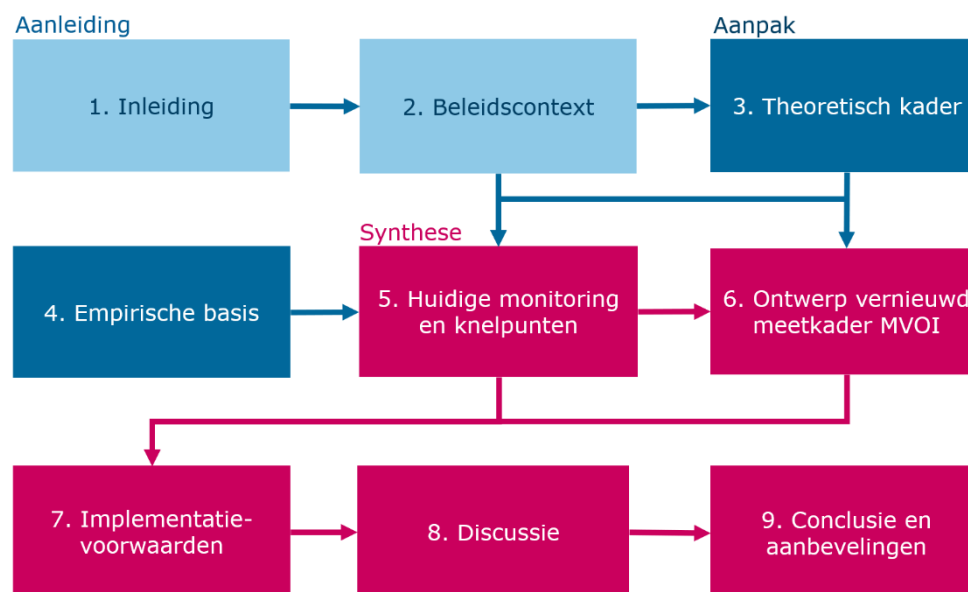 Aanleiding
Aanpak
1. Inleiding
2. Beleidscontext
3. Theoretisch kader
Synthese
4. Empirische basis
5. Huidige monitoring
en knelpunten
6. Ontwerp vernieuwd
meetkader MVOI
7. Implementatie-
voorwaarden
8. Discussie
9. Conclusie en
aanbevelingen